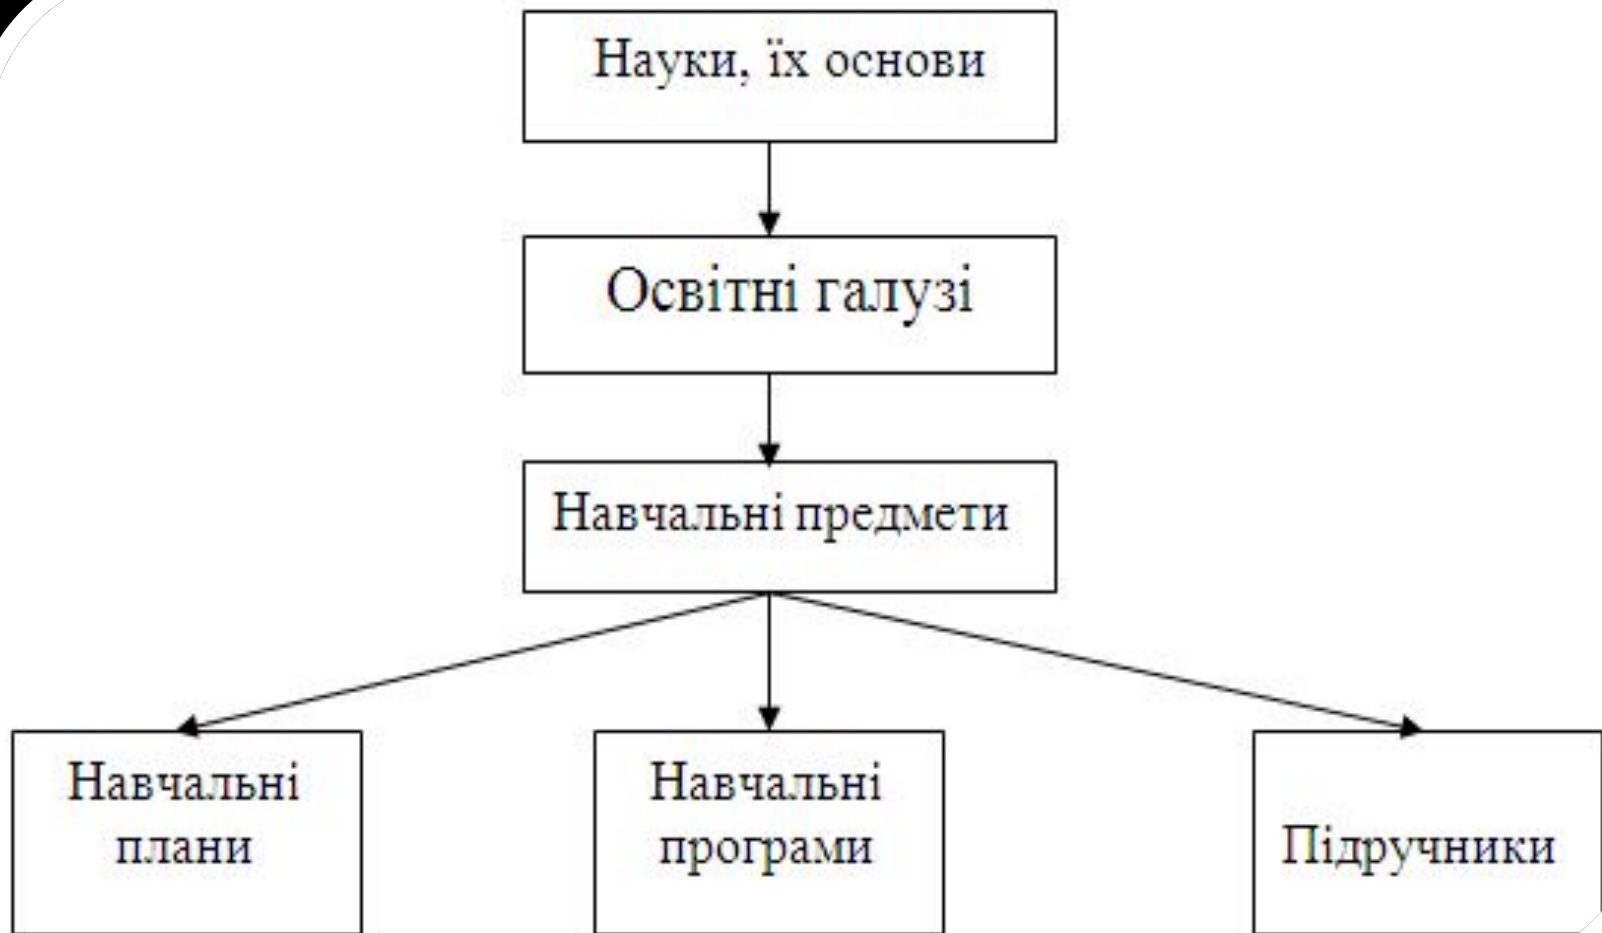 Науки, їх основи
Освітні галузі
Навчальні предмети
Навчальні
плани
Навчальні
програми
Підручники